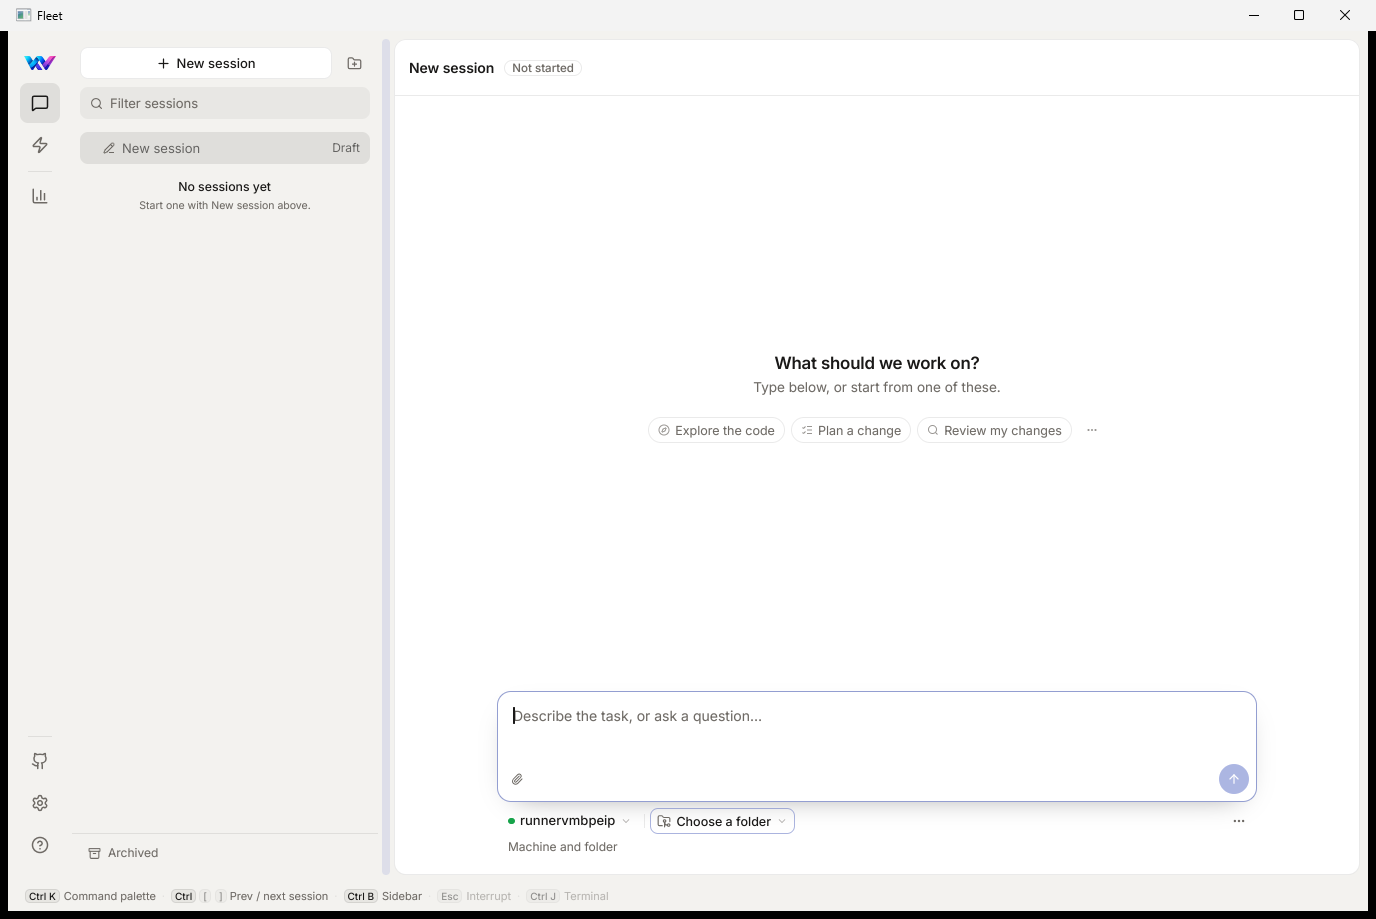 Fleet
New session
Filter sessions
New session Draft
No sessions yet
Start one with New session above.
Archived
New session Not started
What should we work on?
Type below, or start from one of these.
Explore the code Plan a change Review my changes ...
Describe the task, or ask a question...
runnervmbpeip Choose a folder ...
Machine and folder
Ctrl K Command palette Ctrl [ ] Prev / next session Ctrl B Sidebar Esc Interrupt Ctrl J Terminal